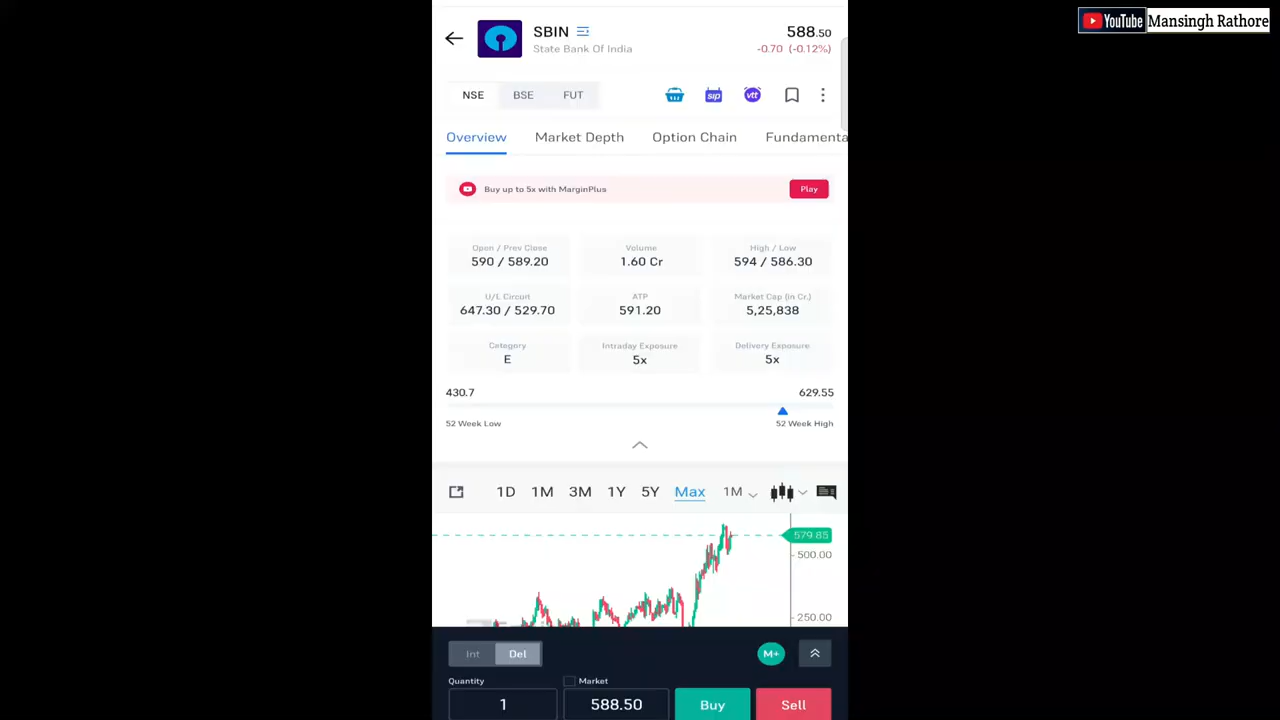 YouTube Mansingh Rathore
SBIN 588.50
State Bank Of India -0.70 (-0.12%)
NSE BSE FUT sip vtt
Overview Market Depth Option Chain Fundamenta
Buy up to 5x with MarginPlus Play
Open / Prev Close Volume High / Low
590 / 589.20 1.60 Cr 594 / 586.30
U/L Circuit ATP Market Cap (in Cr.)
647.30 / 529.70 591.20 5,25,838
Category Intraday Exposure Delivery Exposure
E 5x 5x
430.7 629.55
52 Week Low 52 Week High
1D 1M 3M 1Y 5Y Max 1M
579.85
500.00
250.00
Int Del M+
Quantity Market
1 588.50 Buy Sell